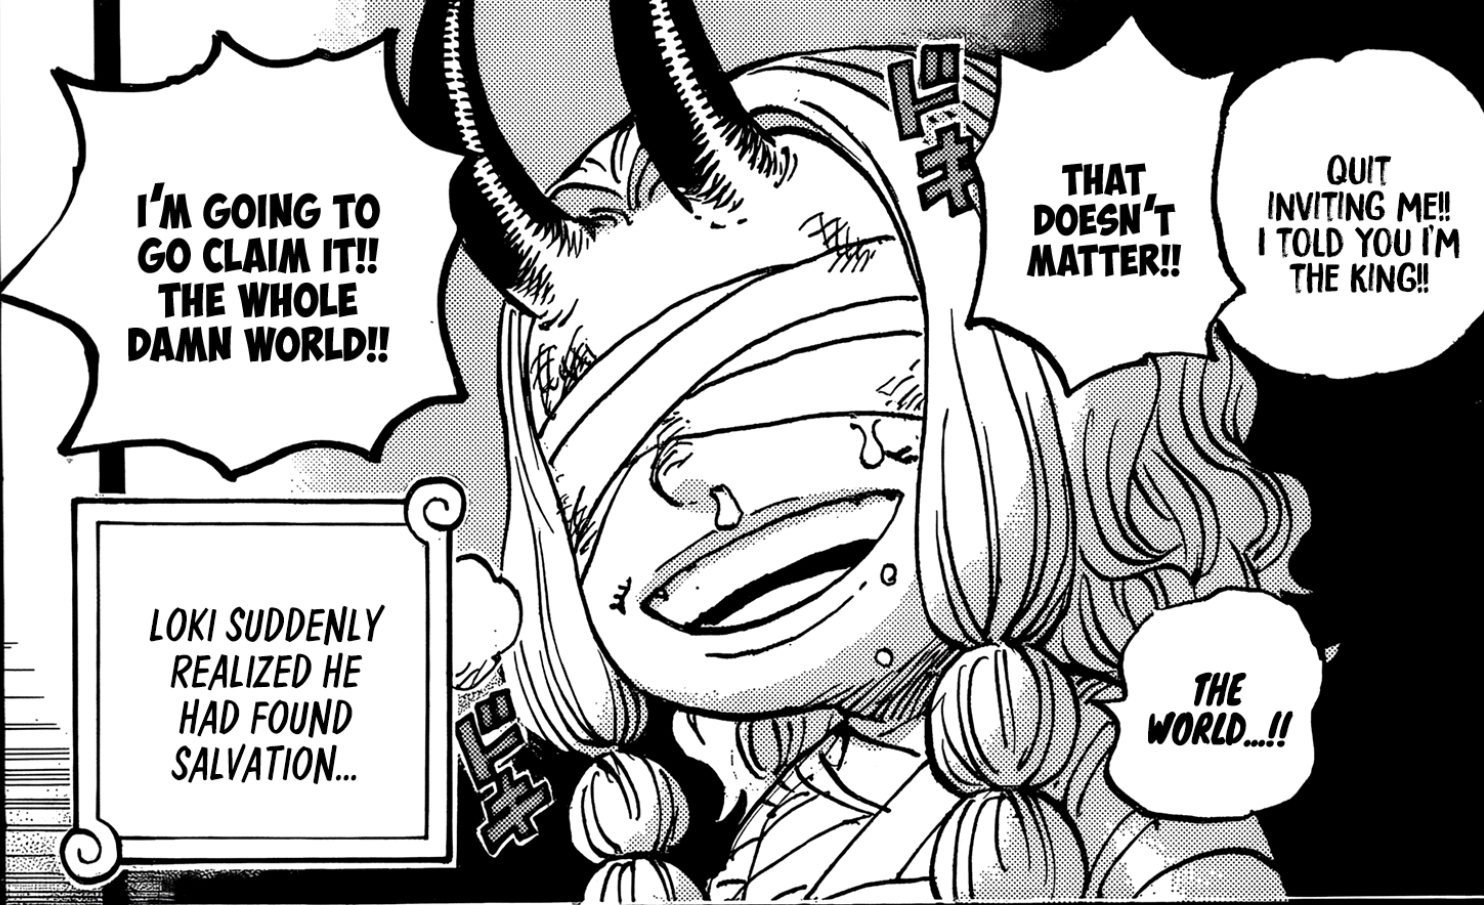 QUIT
INVITING ME!!
I TOLD YOU I'M
THE KING!!
THAT
DOESN'T
MATTER!!
ドキ
I'M GOING TO
GO CLAIM IT!!
THE WHOLE
DAMN WORLD!!
THE
WORLD...!!
ドキ
LOKI SUDDENLY
REALIZED HE
HAD FOUND
SALVATION...